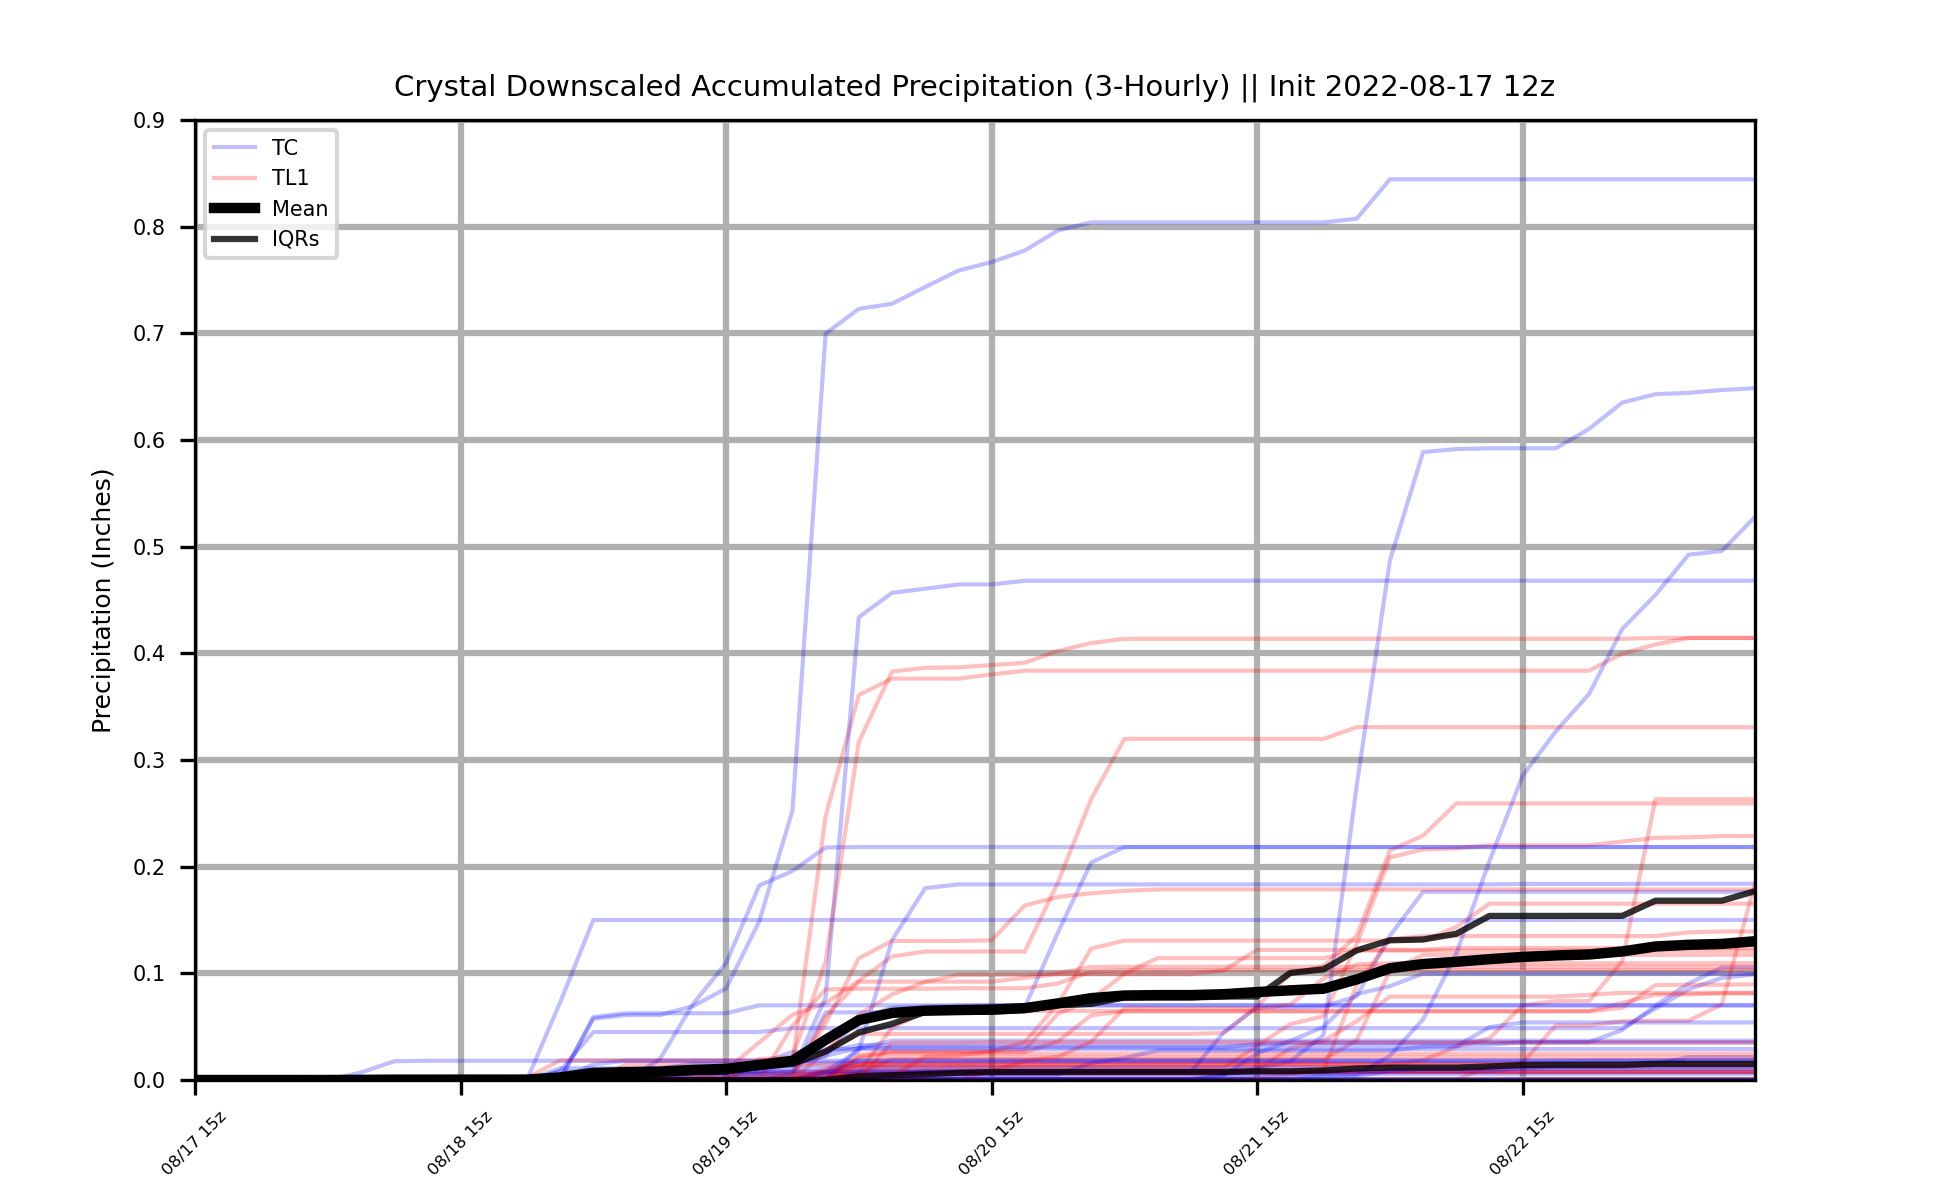 Crystal Downscaled Accumulated Precipitation (3-Hourly) || Init 2022-08-17 12z
TC
TL1
Mean
IQRs
Precipitation (Inches)
0.9
0.8
0.7
0.6
0.5
0.4
0.3
0.2
0.1
0.0
08/17 15z
08/18 15z
08/19 15z
08/20 15z
08/21 15z
08/22 15z